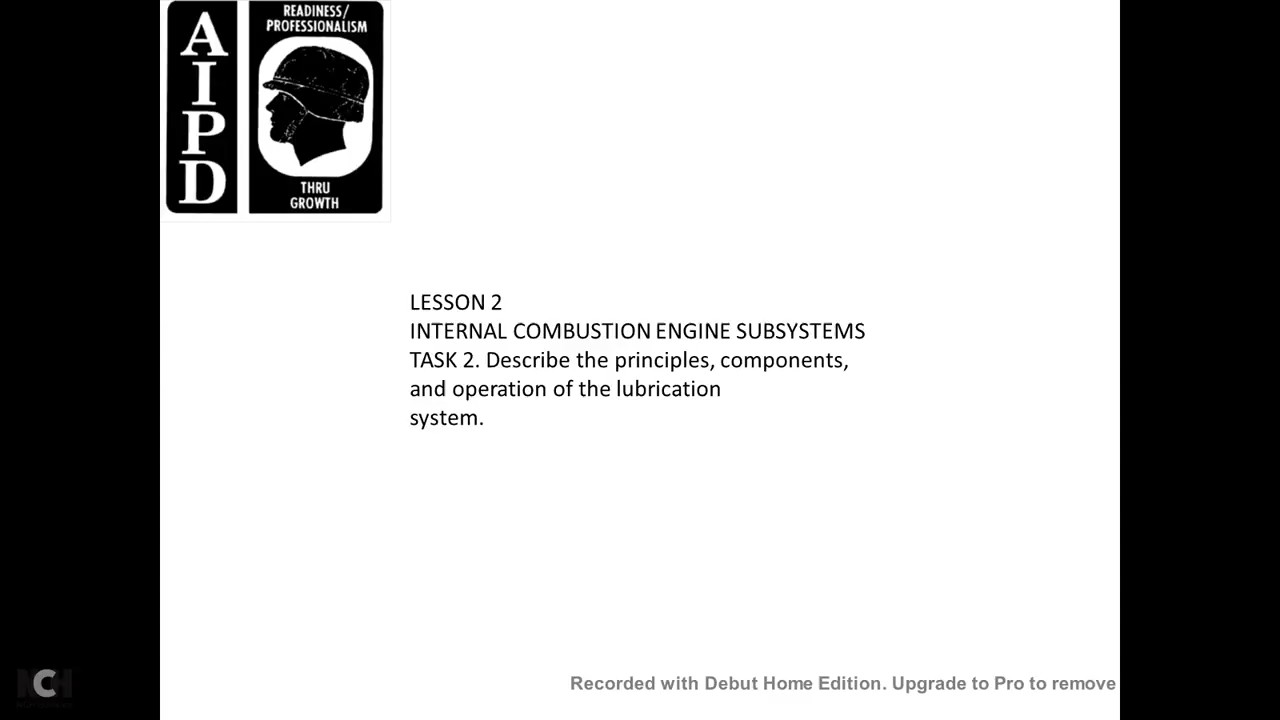 AIPD
READINESS/
PROFESSIONALISM
THRU
GROWTH
LESSON 2
INTERNAL COMBUSTION ENGINE SUBSYSTEMS
TASK 2. Describe the principles, components,
and operation of the lubrication
system.
Recorded with Debut Home Edition. Upgrade to Pro to remove